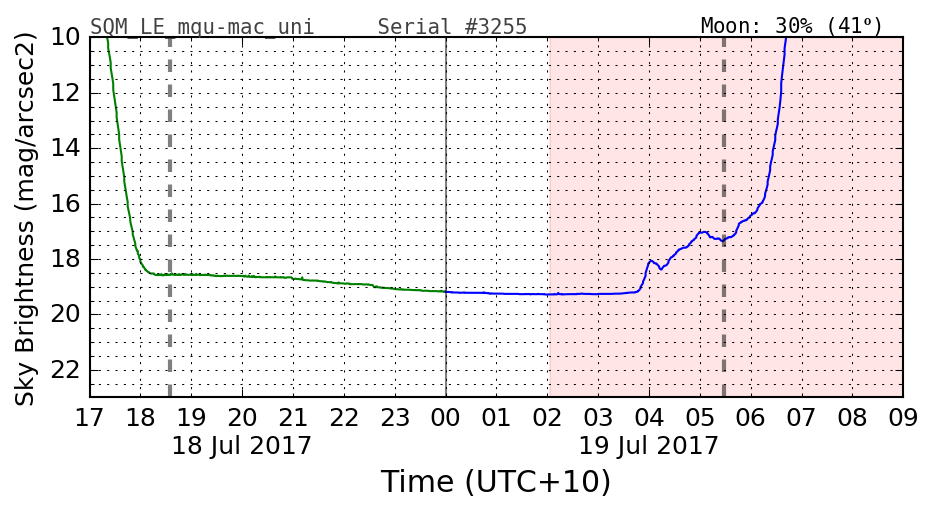 SQM_LE_mqu-mac_uni Serial #3255 Moon: 30% (41°)
Sky Brightness (mag/arcsec2)
10
12
14
16
18
20
22
17 18 19 20 21 22 23 00 01 02 03 04 05 06 07 08 09
18 Jul 2017 19 Jul 2017
Time (UTC+10)